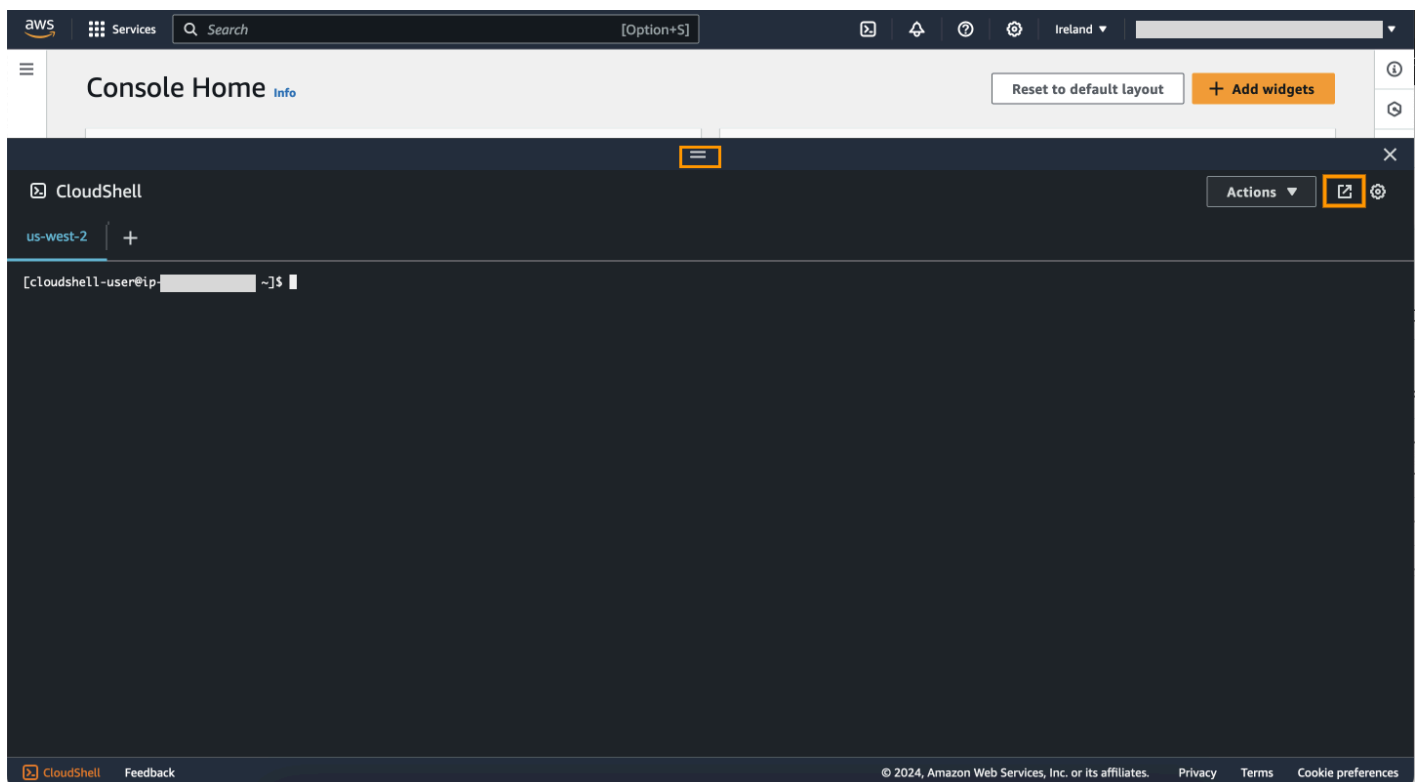 aws Services Search [Option+S] Ireland
Console Home Info Reset to default layout + Add widgets
CloudShell Actions
us-west-2 +
[cloudshell-user@ip- ~]$
CloudShell Feedback © 2024, Amazon Web Services, Inc. or its affiliates. Privacy Terms Cookie preferences